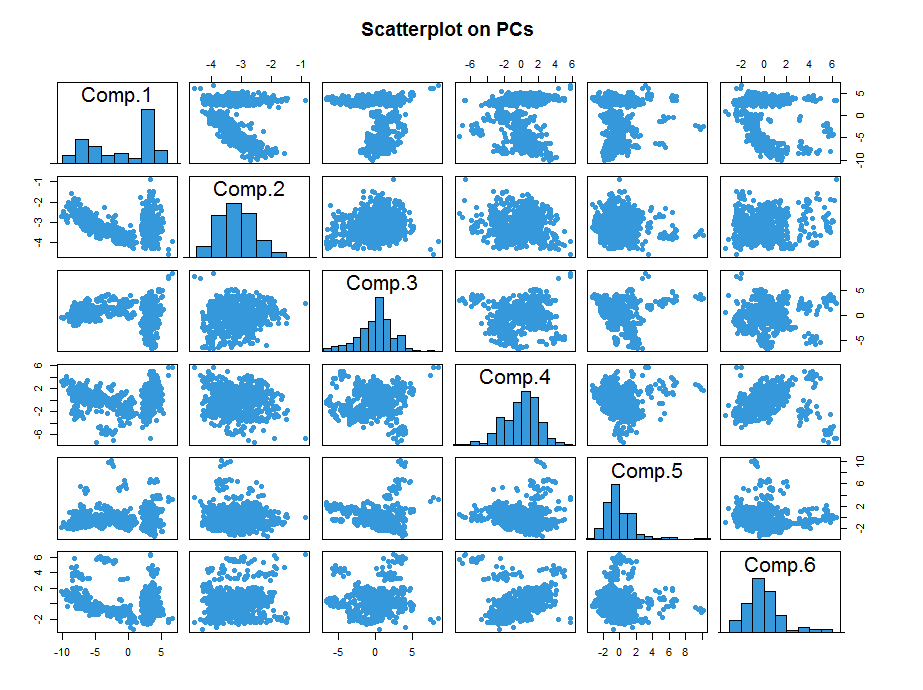 Scatterplot on PCs
-4 -3 -2 -1
-6 -2 0 2 4 6
-2 0 2 4 6
Comp.1
5
0
-5
-10
-1
-2
-3
-4
Comp.2
Comp.3
5
0
-5
6
2
-2
-6
Comp.4
Comp.5
10
6
2
-2
6
4
2
-2
Comp.6
-10 -5 0 5
-5 0 5
-2 0 2 4 6 8